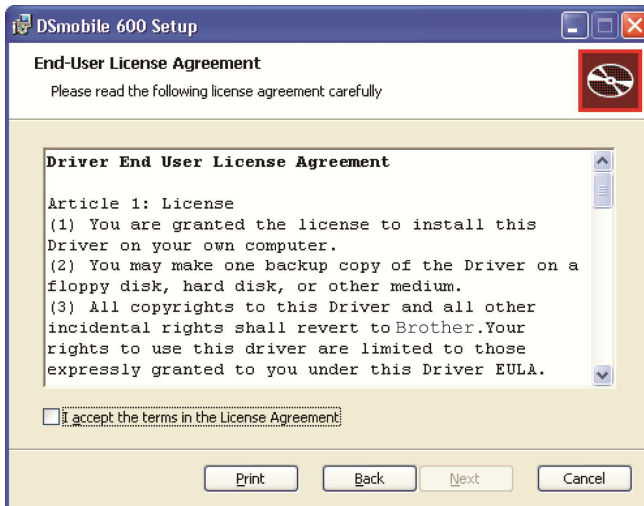 DSmobile 600 Setup
End-User License Agreement
Please read the following license agreement carefully
Driver End User License Agreement
Article 1: License
(1) You are granted the license to install this
Driver on your own computer.
(2) You may make one backup copy of the Driver on a
floppy disk, hard disk, or other medium.
(3) All copyrights to this Driver and all other
incidental rights shall revert to Brother.Your
rights to use this driver are limited to those
expressly granted to you under this Driver EULA.
I accept the terms in the License Agreement
Print Back Next Cancel